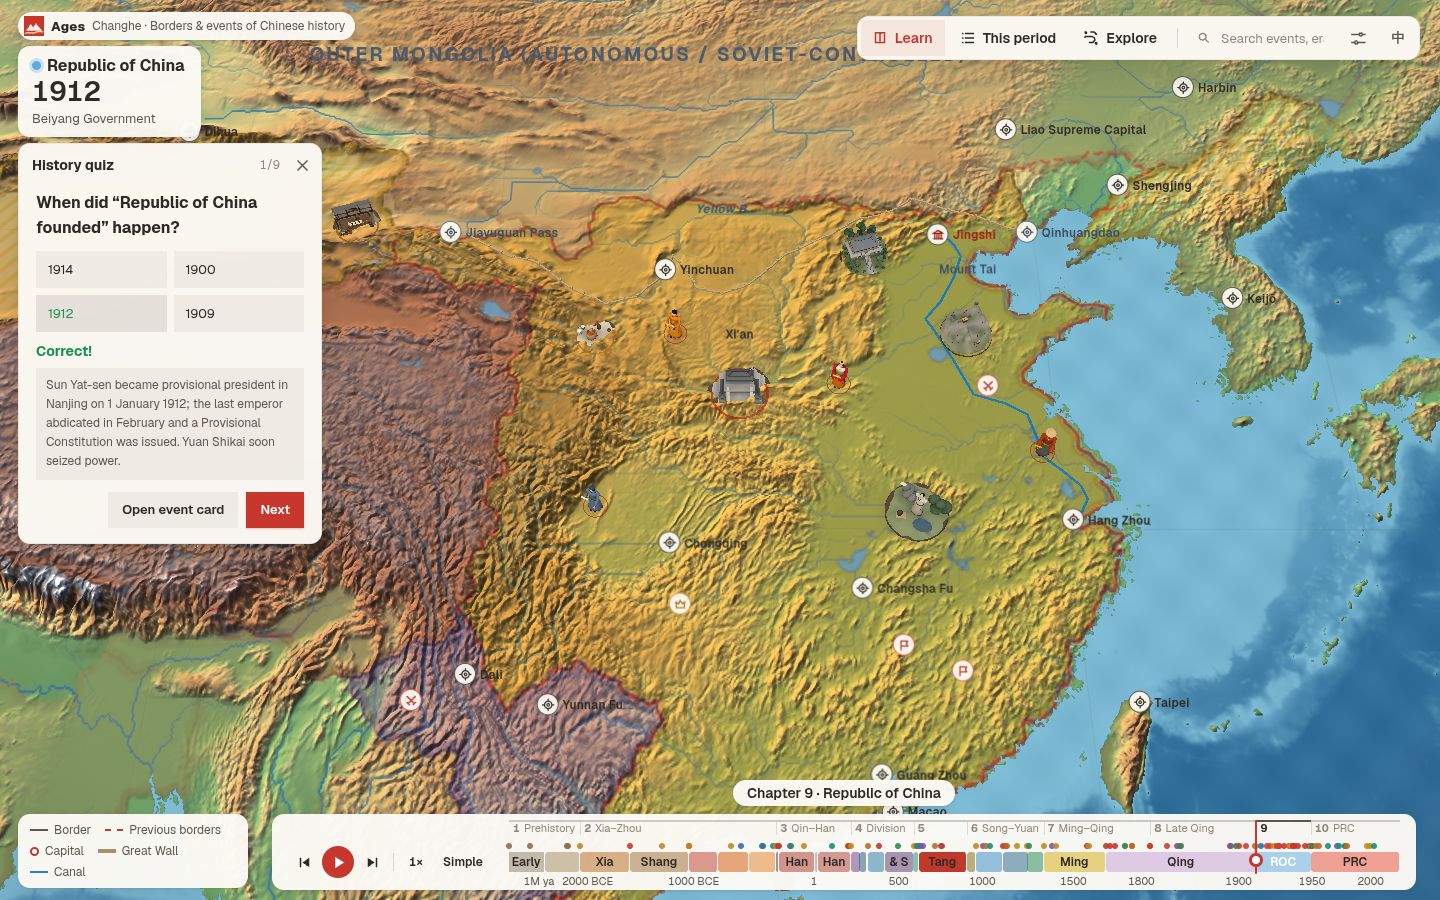 Ages Changhe · Borders & events of Chinese history
OUTER MONGOLIA (AUTONOMOUS / SOVIET-CON
Learn
This period
Explore
Search events, er
中
Republic of China
1912
Beiyang Government
Dihua
Harbin
Liao Supreme Capital
Shengjing
History quiz
1/9
When did “Republic of China
founded” happen?
1914
1900
1912
1909
Correct!
Sun Yat-sen became provisional president in
Nanjing on 1 January 1912; the last emperor
abdicated in February and a Provisional
Constitution was issued. Yuan Shikai soon
seized power.
Open event card
Next
Yellow R.
Jiayuguan Pass
Jingshi
Qinhuangdao
Yinchuan
Mount Tai
Keijō
Xi'an
Hang Zhou
Chongqing
Changsha Fu
Dali
Yunnan Fu
Taipei
Guang Zhou
Chapter 9 · Republic of China
Macao
Border
Previous borders
Capital
Great Wall
Canal
1×
Simple
1 Prehistory
2 Xia–Zhou
3 Qin–Han
4 Division
5
6 Song–Yuan
7 Ming–Qing
8 Late Qing
9
10 PRC
Early
Xia
Shang
Han
Han
& S
Tang
Ming
Qing
ROC
PRC
1M ya
2000 BCE
1000 BCE
1
500
1000
1500
1800
1900
1950
2000